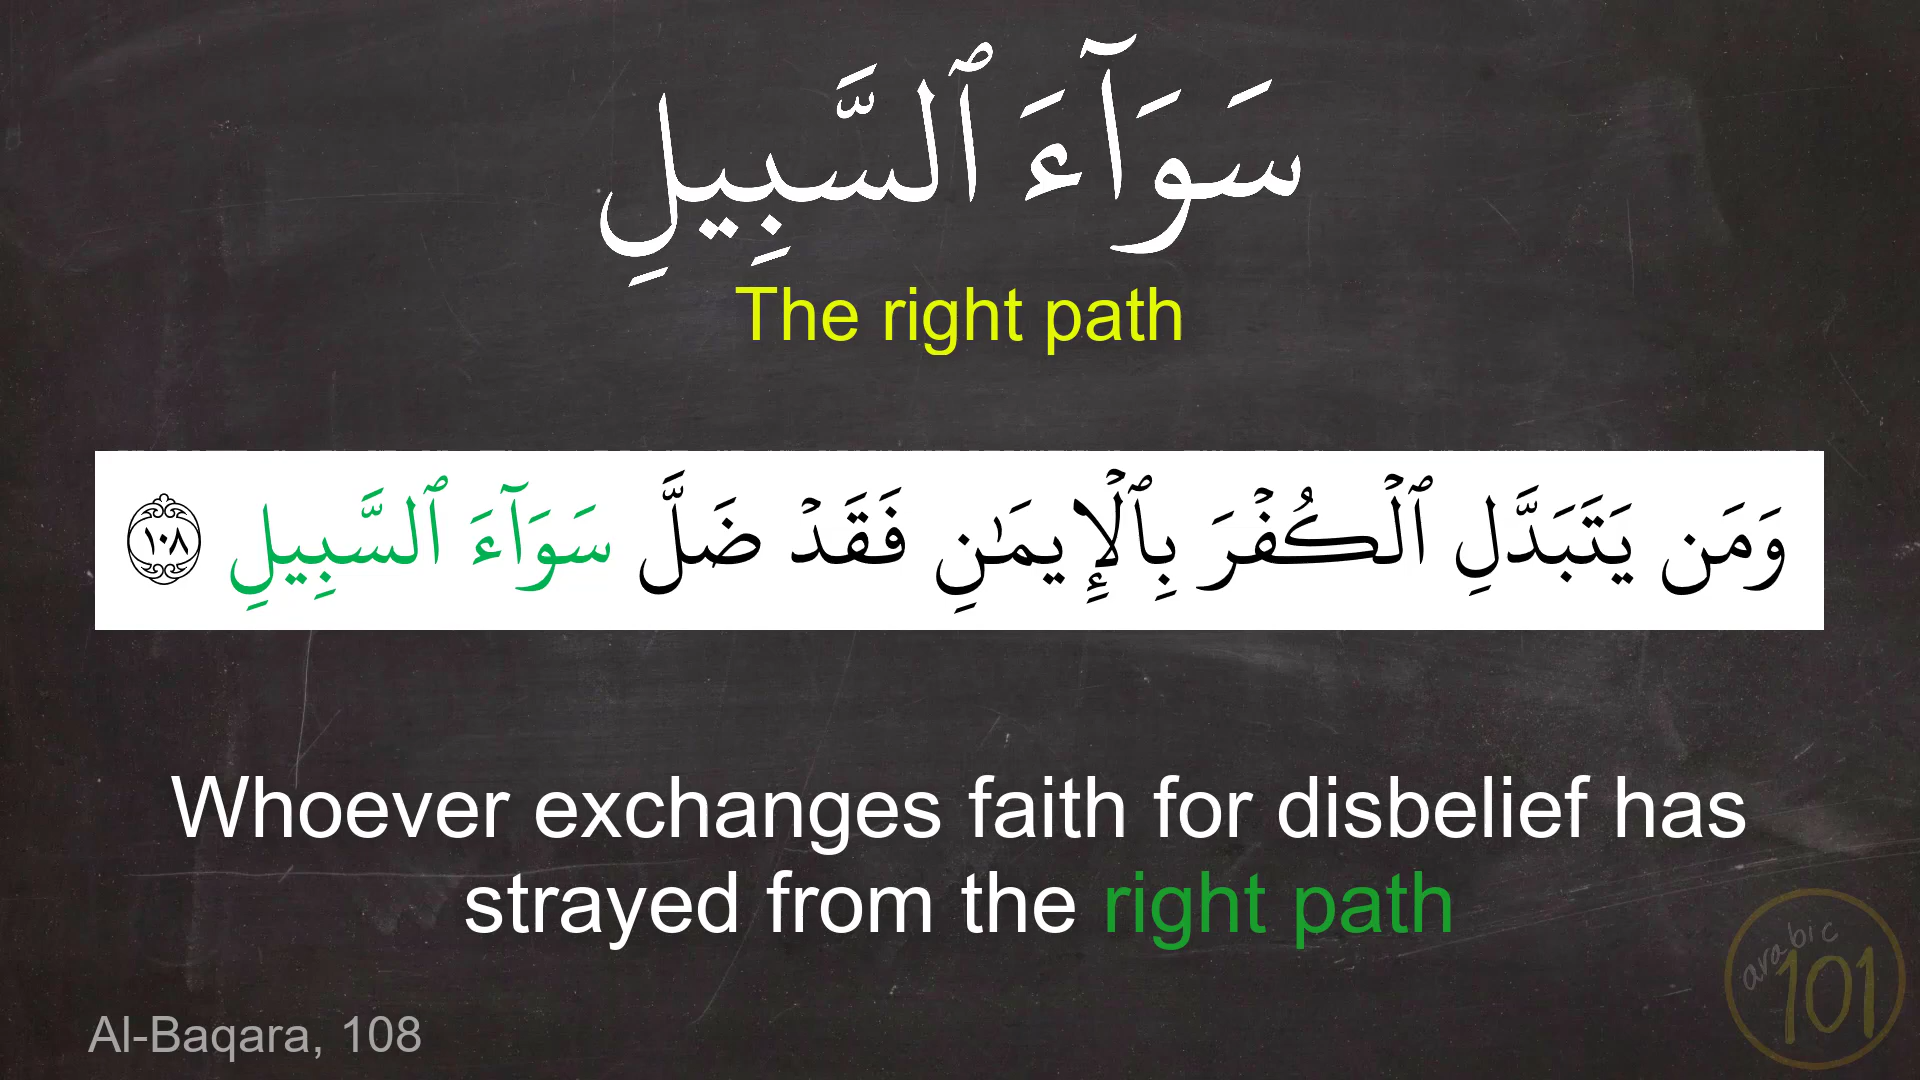 سَوَآءَ ٱلسَّبِيلِ
The right path
وَمَن يَتَبَدَّلِ ٱلۡكُفۡرَ بِٱلۡإِيمَٰنِ فَقَدۡ ضَلَّ سَوَآءَ ٱلسَّبِيلِ ١٠٨
Whoever exchanges faith for disbelief has
strayed from the right path
arabic
101
Al-Baqara, 108